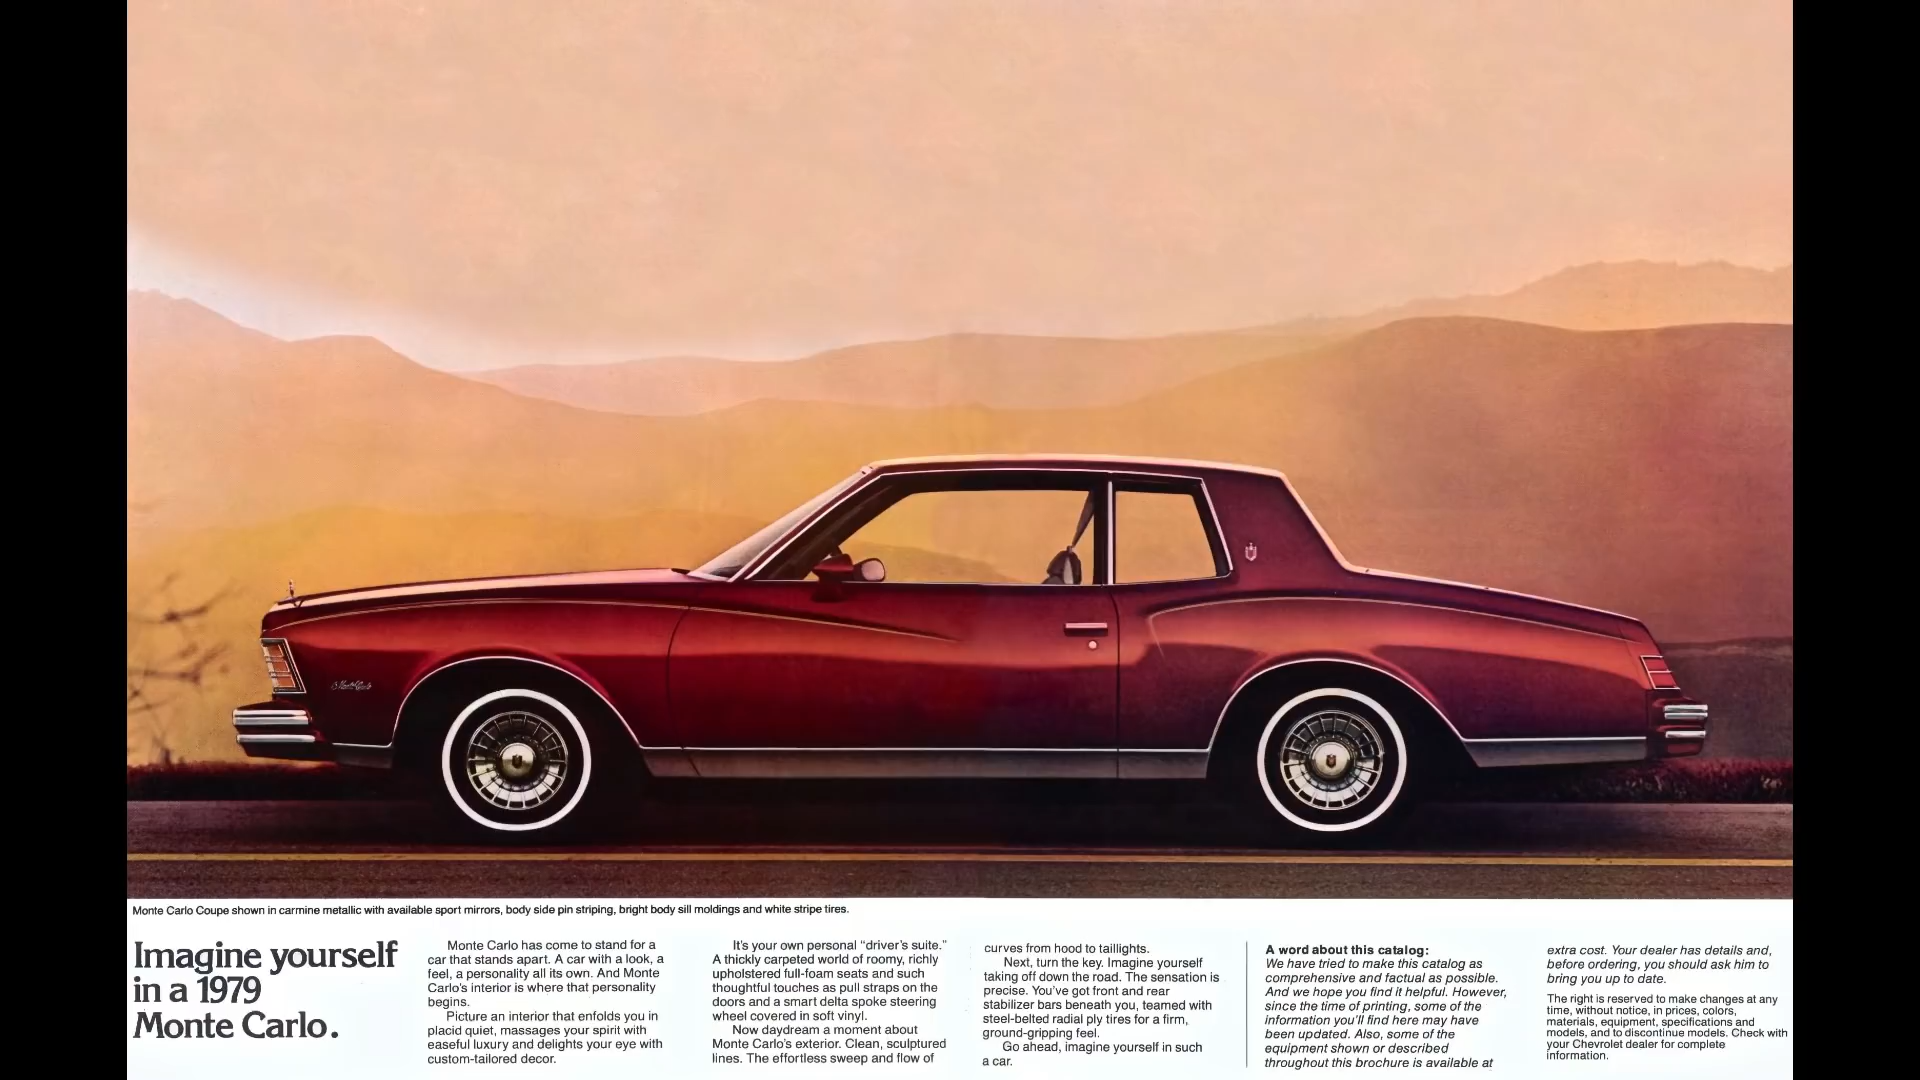 Monte Carlo
Monte Carlo Coupe shown in carmine metallic with available sport mirrors, body side pin striping, bright body sill moldings and white stripe tires.
Imagine yourself
in a 1979
Monte Carlo.
Monte Carlo has come to stand for a
car that stands apart. A car with a look, a
feel, a personality all its own. And Monte
Carlo's interior is where that personality
begins.
Picture an interior that enfolds you in
placid quiet, massages your spirit with
easeful luxury and delights your eye with
custom-tailored decor.
It's your own personal “driver's suite.”
A thickly carpeted world of roomy, richly
upholstered full-foam seats and such
thoughtful touches as pull straps on the
doors and a smart delta spoke steering
wheel covered in soft vinyl.
Now daydream a moment about
Monte Carlo's exterior. Clean, sculptured
lines. The effortless sweep and flow of
curves from hood to taillights.
Next, turn the key. Imagine yourself
taking off down the road. The sensation is
precise. You've got front and rear
stabilizer bars beneath you, teamed with
steel-belted radial ply tires for a firm,
ground-gripping feel.
Go ahead, imagine yourself in such
a car.
A word about this catalog:
We have tried to make this catalog as
comprehensive and factual as possible.
And we hope you find it helpful. However,
since the time of printing, some of the
information you'll find here may have
been updated. Also, some of the
equipment shown or described
throughout this brochure is available at
extra cost. Your dealer has details and,
before ordering, you should ask him to
bring you up to date.
The right is reserved to make changes at any
time, without notice, in prices, colors,
materials, equipment, specifications and
models, and to discontinue models. Check with
your Chevrolet dealer for complete
information.